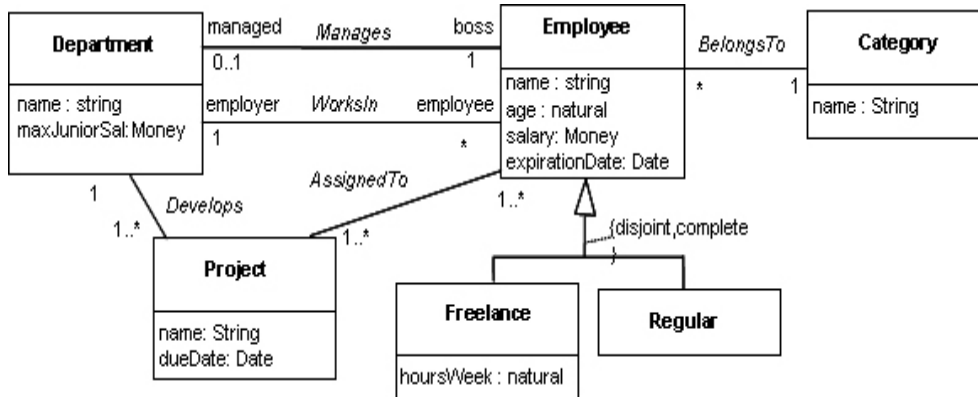 Department
name : string
maxJuniorSal: Money
managed
Manages
boss
0..1
1
employer
WorksIn
employee
1
*
Employee
name : string
age : natural
salary: Money
expirationDate: Date
BelongsTo
*
1
Category
name : String
1
Develops
1..*
AssignedTo
1..*
1..*
{disjoint,complete
}
Project
name: String
dueDate: Date
Freelance
hoursWeek : natural
Regular